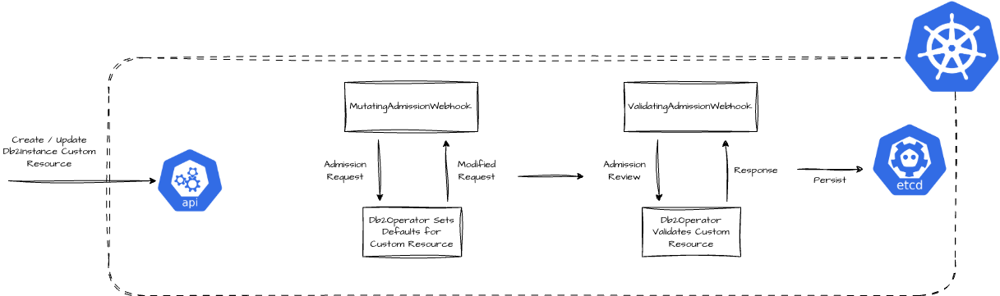 MutatingAdmissionWebhook
ValidatingAdmissionWebhook
Create / Update
Db2Instance Custom
Resource
api
Admission
Request
Modified
Request
Admission
Review
Response
Persist
etcd
Db2Operator Sets
Defaults for
Custom Resource
Db2Operator
Validates Custom
Resource